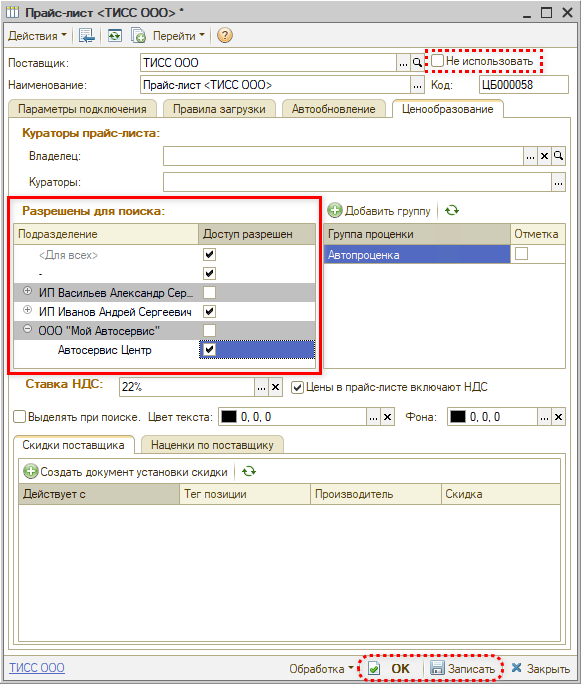 Прайс-лист <ТИСС ООО> *
Действия Перейти ?
Поставщик: ТИСС ООО ... Не использовать
Наименование: Прайс-лист <ТИСС ООО> ... Код: ЦБ000058
Параметры подключения Правила загрузки Автообновление Ценообразование
Кураторы прайс-листа:
Владелец: ...
Кураторы: ...
Разрешены для поиска: Добавить группу
Подразделение Доступ разрешен Группа проценки Отметка
<Для всех> Автопроценка
-
ИП Васильев Александр Сер...
ИП Иванов Андрей Сергеевич
ООО "Мой Автосервис"
Автосервис Центр
Ставка НДС: 22% ... Цены в прайс-листе включают НДС
Выделять при поиске. Цвет текста: 0, 0, 0 ... Фона: 0, 0, 0 ...
Скидки поставщика Наценки по поставщику
Создать документ установки скидки
Действует с Тег позиции Производитель Скидка
ТИСС ООО Обработка OK Записать Закрыть